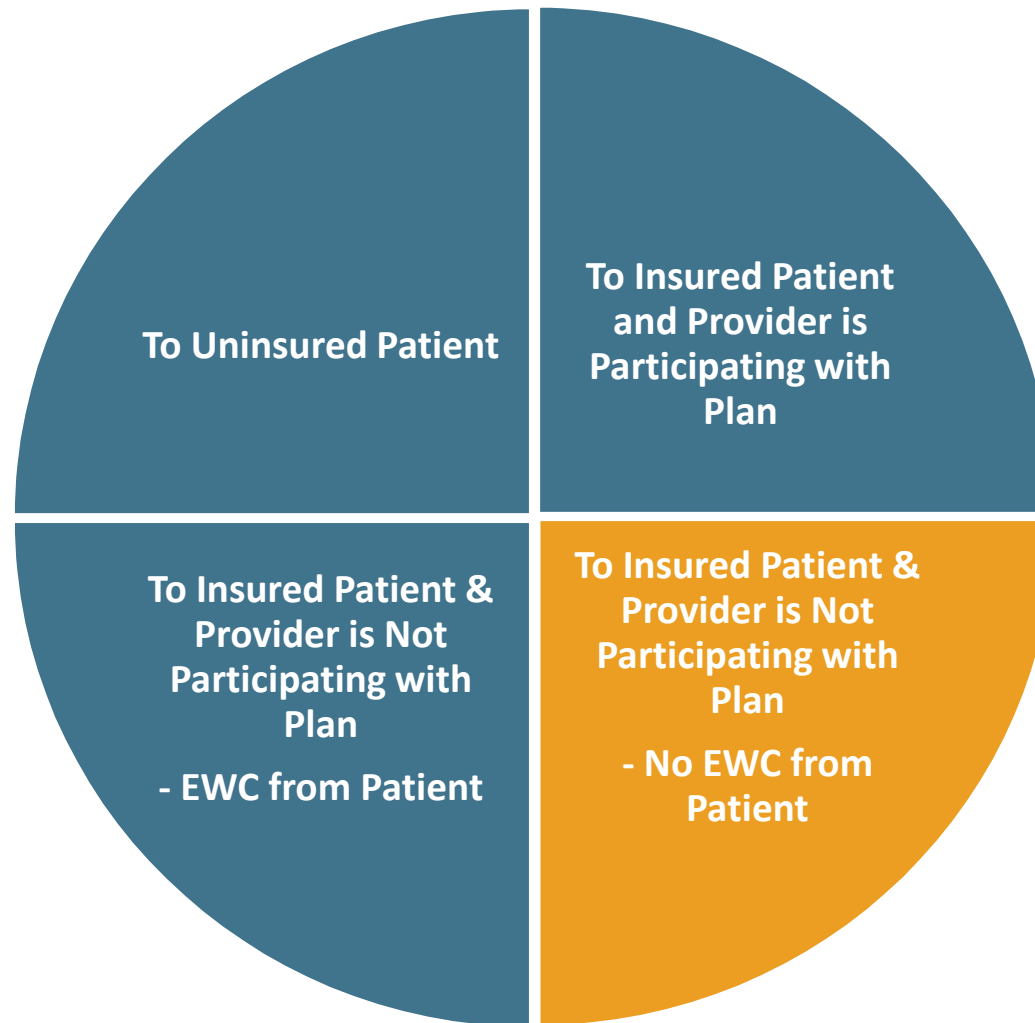 To Uninsured Patient
To Insured Patient
and Provider is
Participating with
Plan
To Insured Patient &
Provider is Not
Participating with
Plan
- EWC from Patient
To Insured Patient &
Provider is Not
Participating with
Plan
- No EWC from
Patient